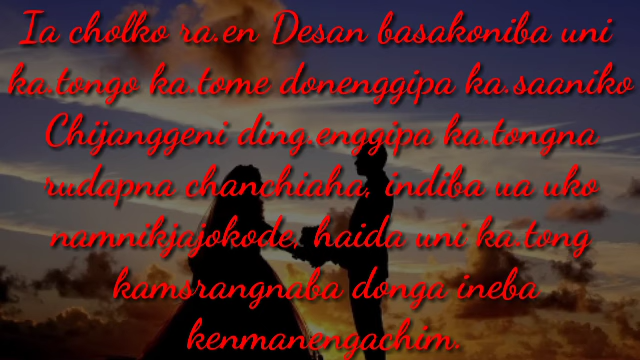 Ia cholko ra.en Desan basakoniba uni
ka.tongo ka.tome donenggipa ka.saaniko
Chijanggeni ding.enggipa ka.tongna
rudapna chanchiaha, indiba ua uko
namnikjajokode, haida uni ka.tong
kamsrangnaba donga ineba
kenmanengachim.